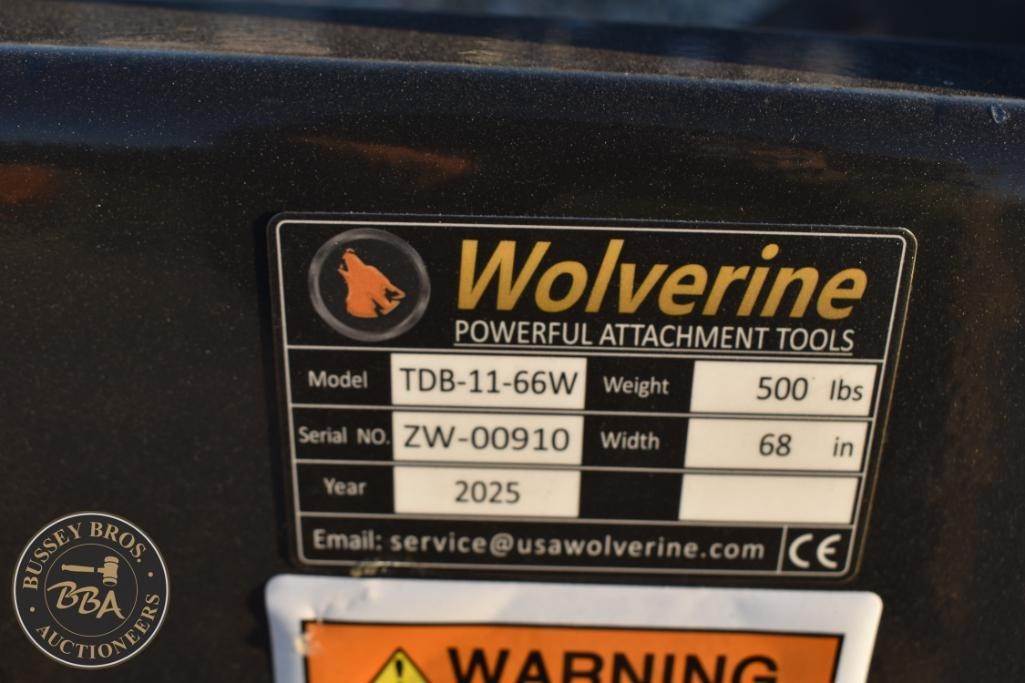 Wolverine
POWERFUL ATTACHMENT TOOLS
Model TDB-11-66W Weight 500 lbs
Serial NO. ZW-00910 Width 68 in
Year 2025
Email: service@usawolverine.com CE
WARNING
BUSSEY BROS.
BBA
AUCTIONEERS